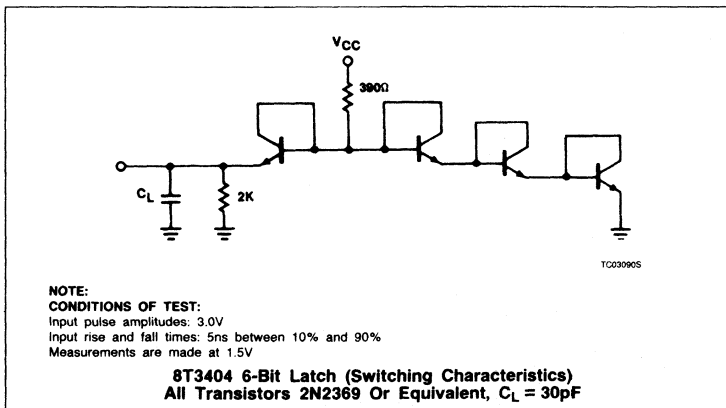 VCC
390Ω
CL
2K
TC03090S
NOTE:
CONDITIONS OF TEST:
Input pulse amplitudes: 3.0V
Input rise and fall times: 5ns between 10% and 90%
Measurements are made at 1.5V
8T3404 6-Bit Latch (Switching Characteristics)
All Transistors 2N2369 Or Equivalent, CL = 30pF